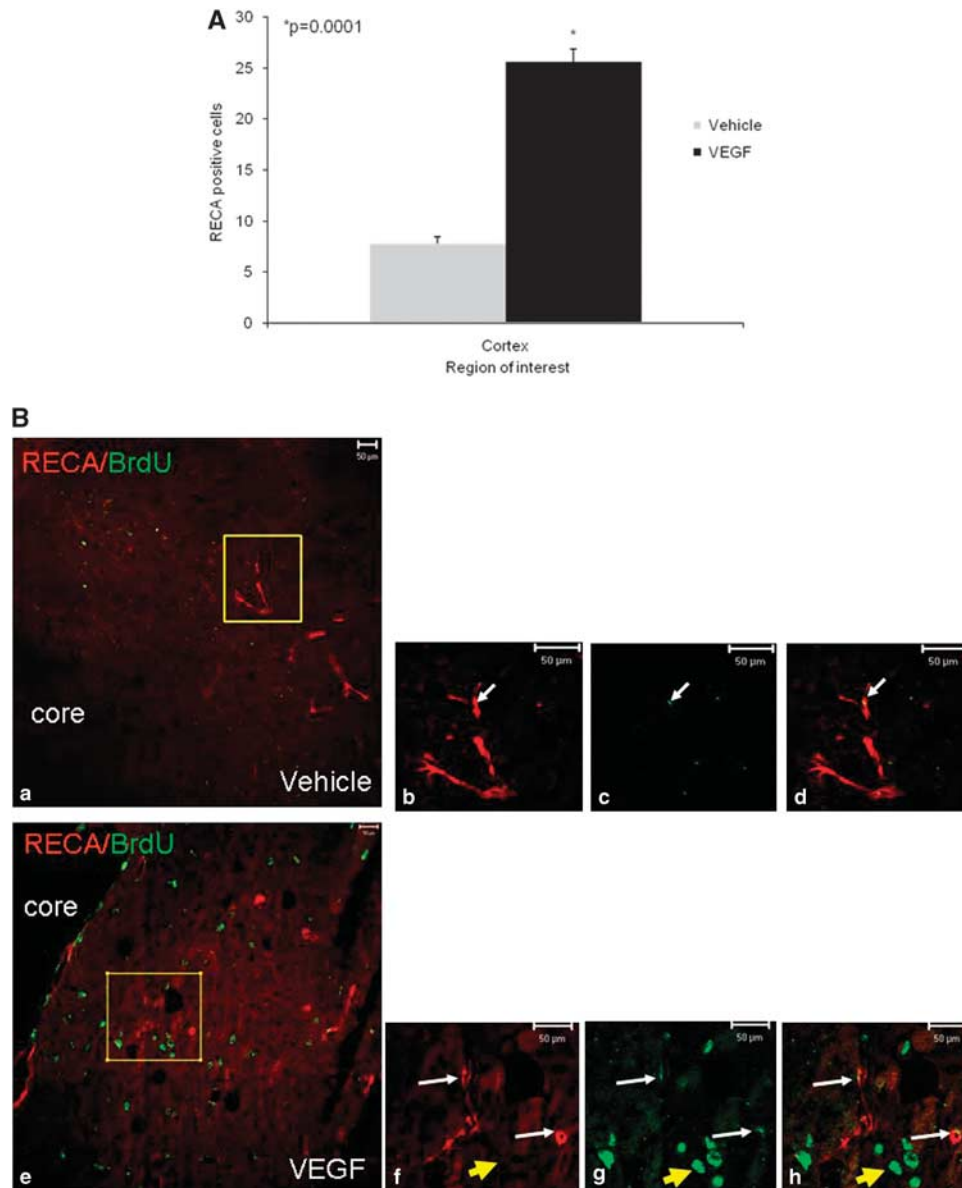 A
*p=0.0001
30
25
20
15
10
5
0
RECA positive cells
*
Vehicle
VEGF
Cortex
Region of interest
B
RECA/BrdU
50 µm
core
Vehicle
a
50 µm
b
50 µm
c
50 µm
d
RECA/BrdU
core
VEGF
e
50 µm
f
50 µm
g
50 µm
h